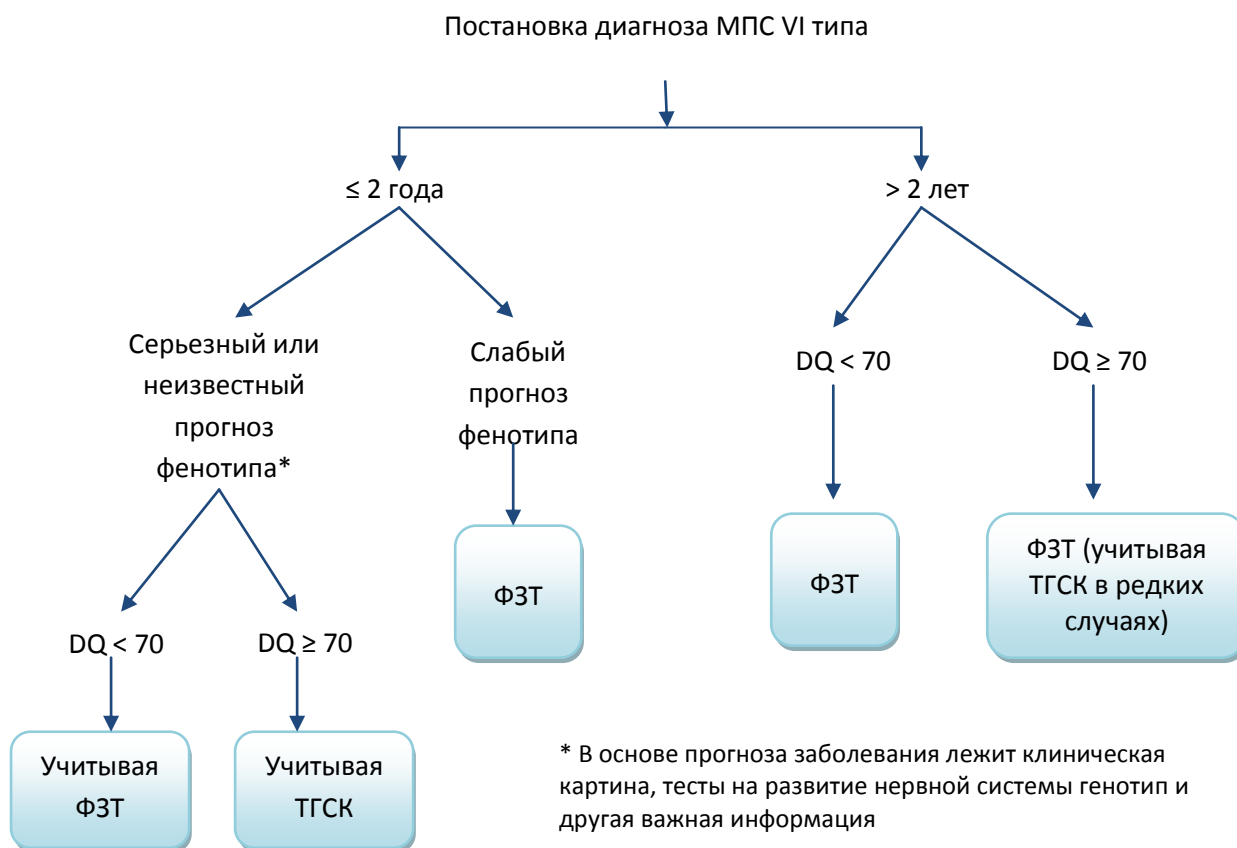 Постановка диагноза МПС VI типа
≤ 2 года
> 2 лет
Серьезный или
неизвестный
прогноз
фенотипа*
Слабый
прогноз
фенотипа
DQ < 70
DQ ≥ 70
ФЗТ
ФЗТ
ФЗТ (учитывая
ТГСК в редких
случаях)
DQ < 70
DQ ≥ 70
Учитывая
ФЗТ
Учитывая
ТГСК
* В основе прогноза заболевания лежит клиническая
картина, тесты на развитие нервной системы генотип и
другая важная информация